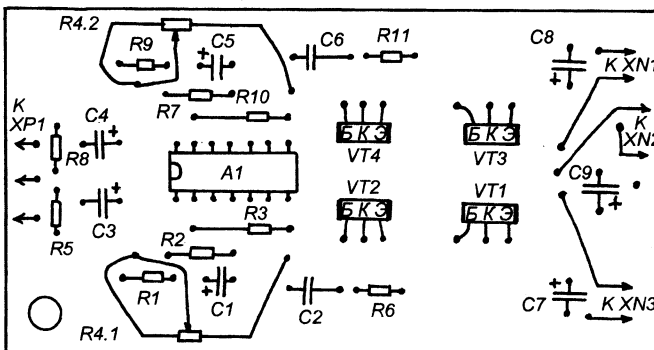 R4.2
R9
C5
C6
R11
C8
K XN1
K
XP1
C4
R7
R10
R8
A1
БКЭ
VT4
БКЭ
VT3
K
XN2
C9
R5
C3
R3
R2
VT2
БКЭ
VT1
БКЭ
R1
C1
C2
R6
C7
K XN3
R4.1